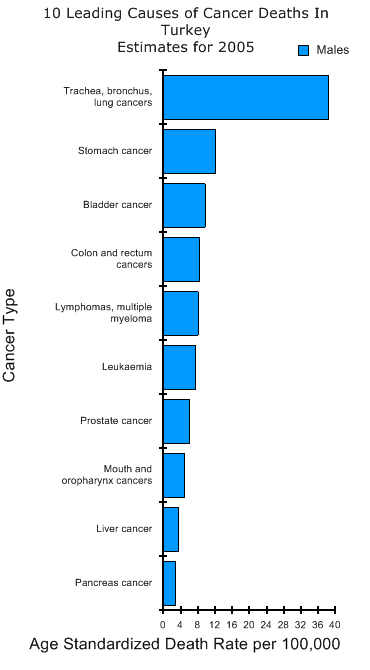 10 Leading Causes of Cancer Deaths In
Turkey
Estimates for 2005
Males
Trachea, bronchus,
lung cancers
Stomach cancer
Bladder cancer
Colon and rectum
cancers
Lymphomas, multiple
myeloma
Leukaemia
Prostate cancer
Mouth and
oropharynx cancers
Liver cancer
Pancreas cancer
Cancer Type
0 4 8 12 16 20 24 28 32 36 40
Age Standardized Death Rate per 100,000